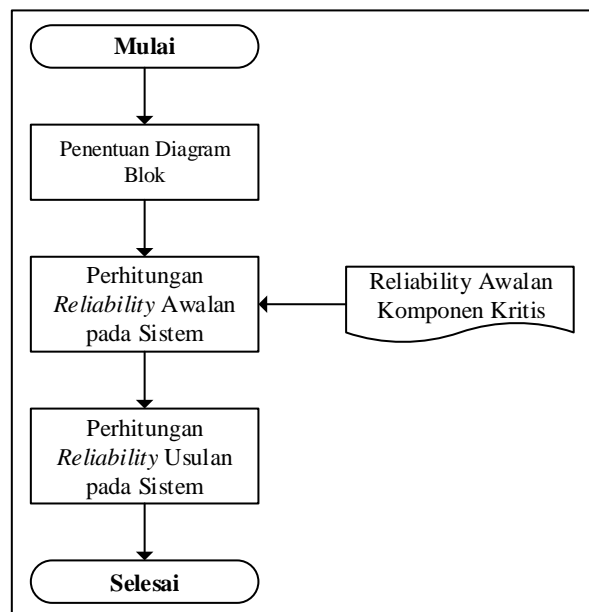 Mulai
Penentuan Diagram
Blok
Perhitungan
Reliability Awalan
pada Sistem
Reliability Awalan
Komponen Kritis
Perhitungan
Reliability Usulan
pada Sistem
Selesai